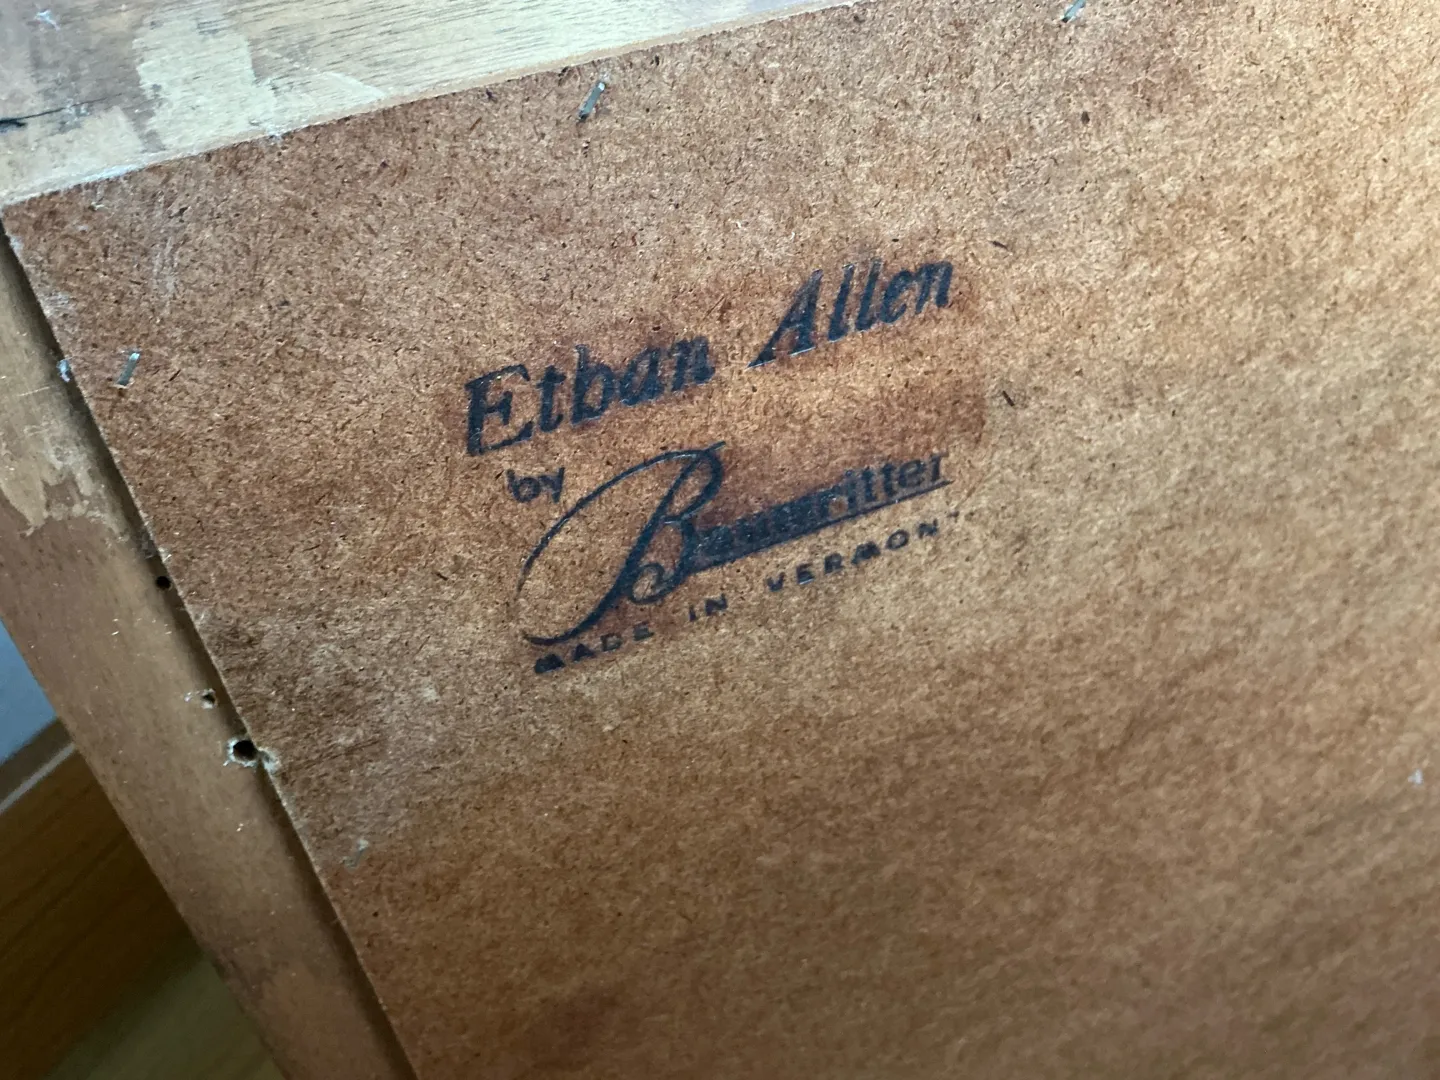 Ethan Allen
by Baumritter
MADE IN VERMONT